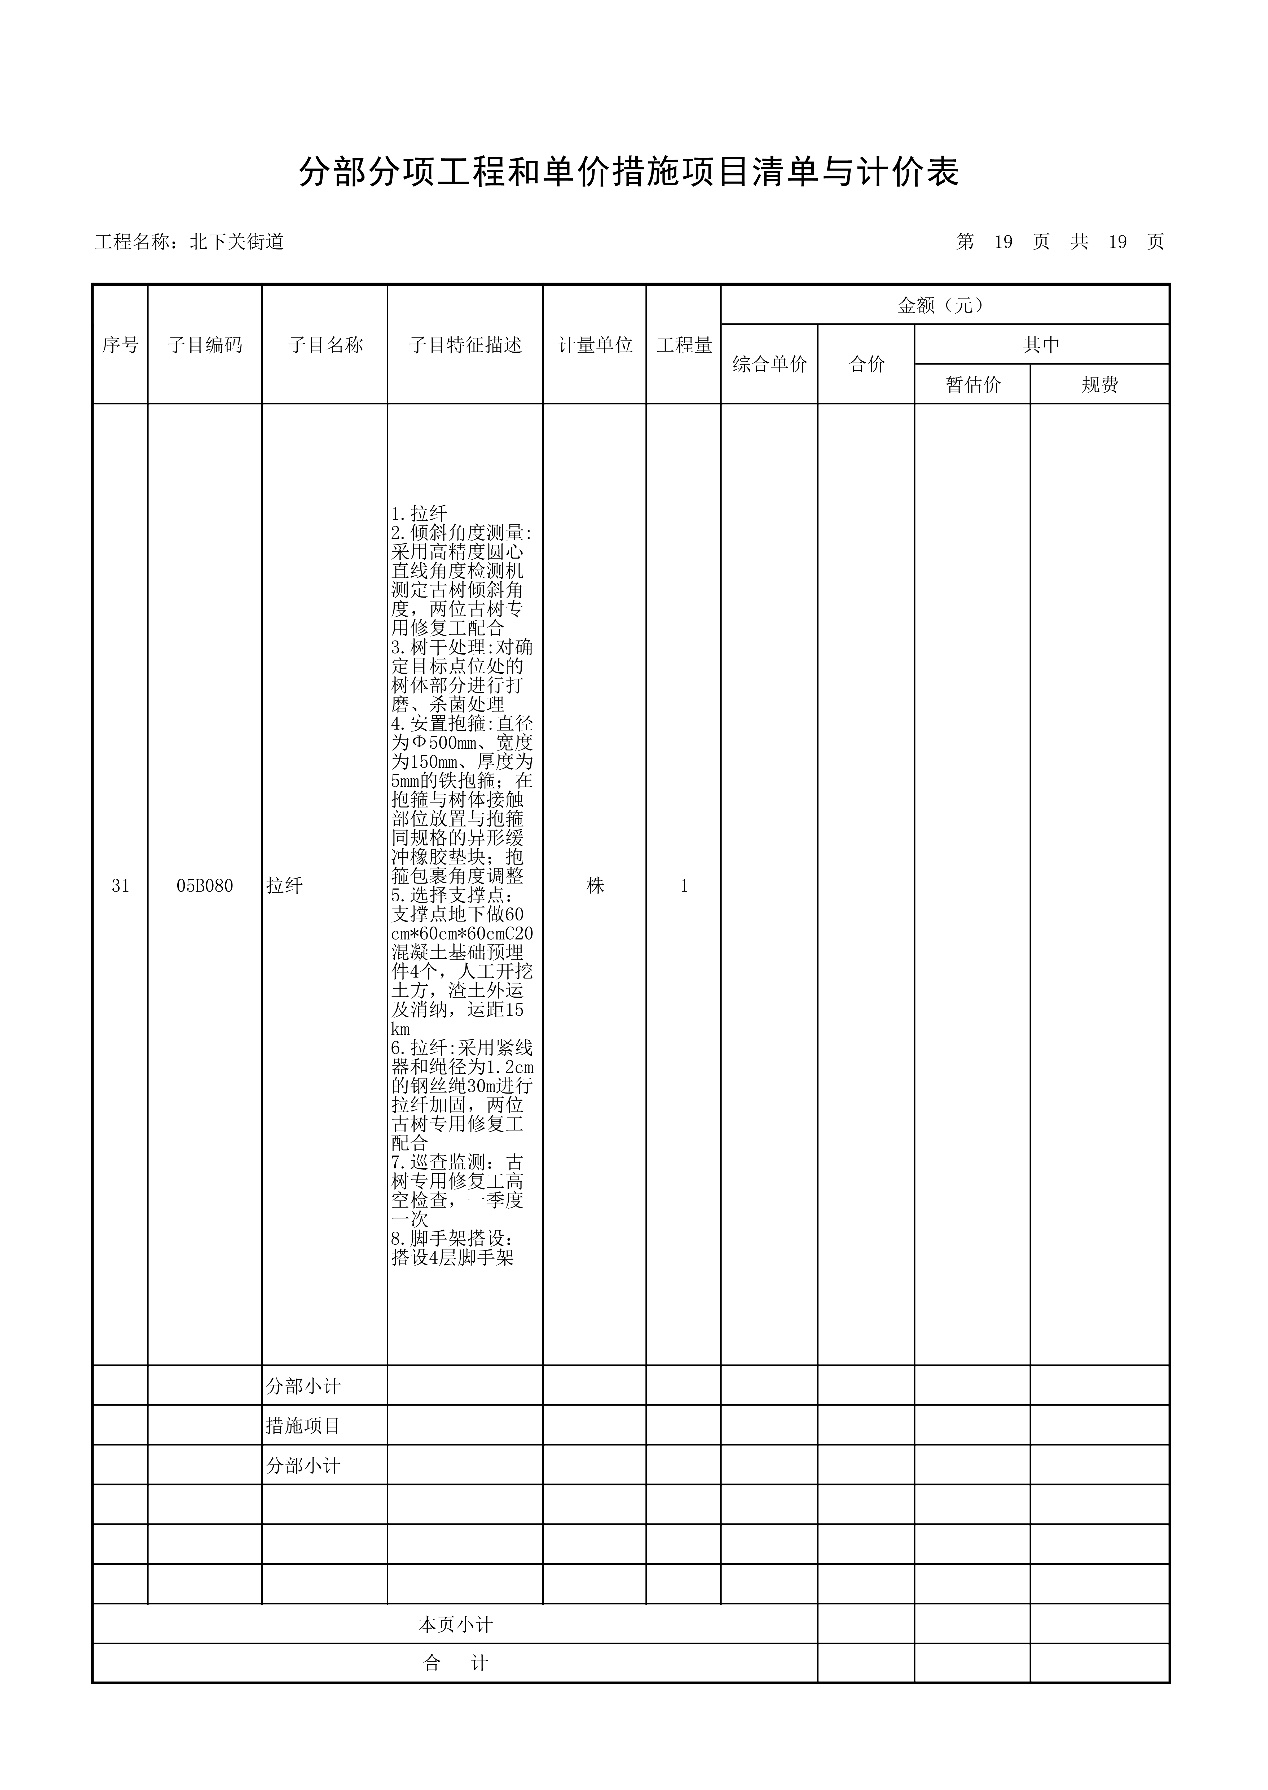 分部分项工程和单价措施项目清单与计价表
工程名称：北下关街道
第 19 页 共 19 页
序号
子目编码
子目名称
子目特征描述
计量单位
工程量
金额（元）
综合单价
合价
其中
暂估价
规费
31
05B080
拉纤
1.拉纤
2.倾斜角度测量:
采用高精度圆心
直线角度检测机
测定古树倾斜角
度，两位古树专
用修复工配合
3.树干处理:对确
定目标点位处的
树体部分进行打
磨、杀菌处理
4.安置抱箍:直径
为Φ500mm、宽度
为150mm、厚度为
5mm的铁抱箍；在
抱箍与树体接触
部位放置与抱箍
同规格的异形缓
冲橡胶垫块；抱
箍包裹角度调整
5.选择支撑点：
支撑点地下做60
cm*60cm*60cmC20
混凝土基础预埋
件4个，人工开挖
土方，渣土外运
及消纳，运距15
km
6.拉纤:采用紧线
器和绳径为1.2cm
的钢丝绳30m进行
拉纤加固，两位
古树专用修复工
配合
7.巡查监测：古
树专用修复工高
空检查，一季度
一次
8.脚手架搭设：
搭设4层脚手架
株
1
分部小计
措施项目
分部小计
本页小计
合 计